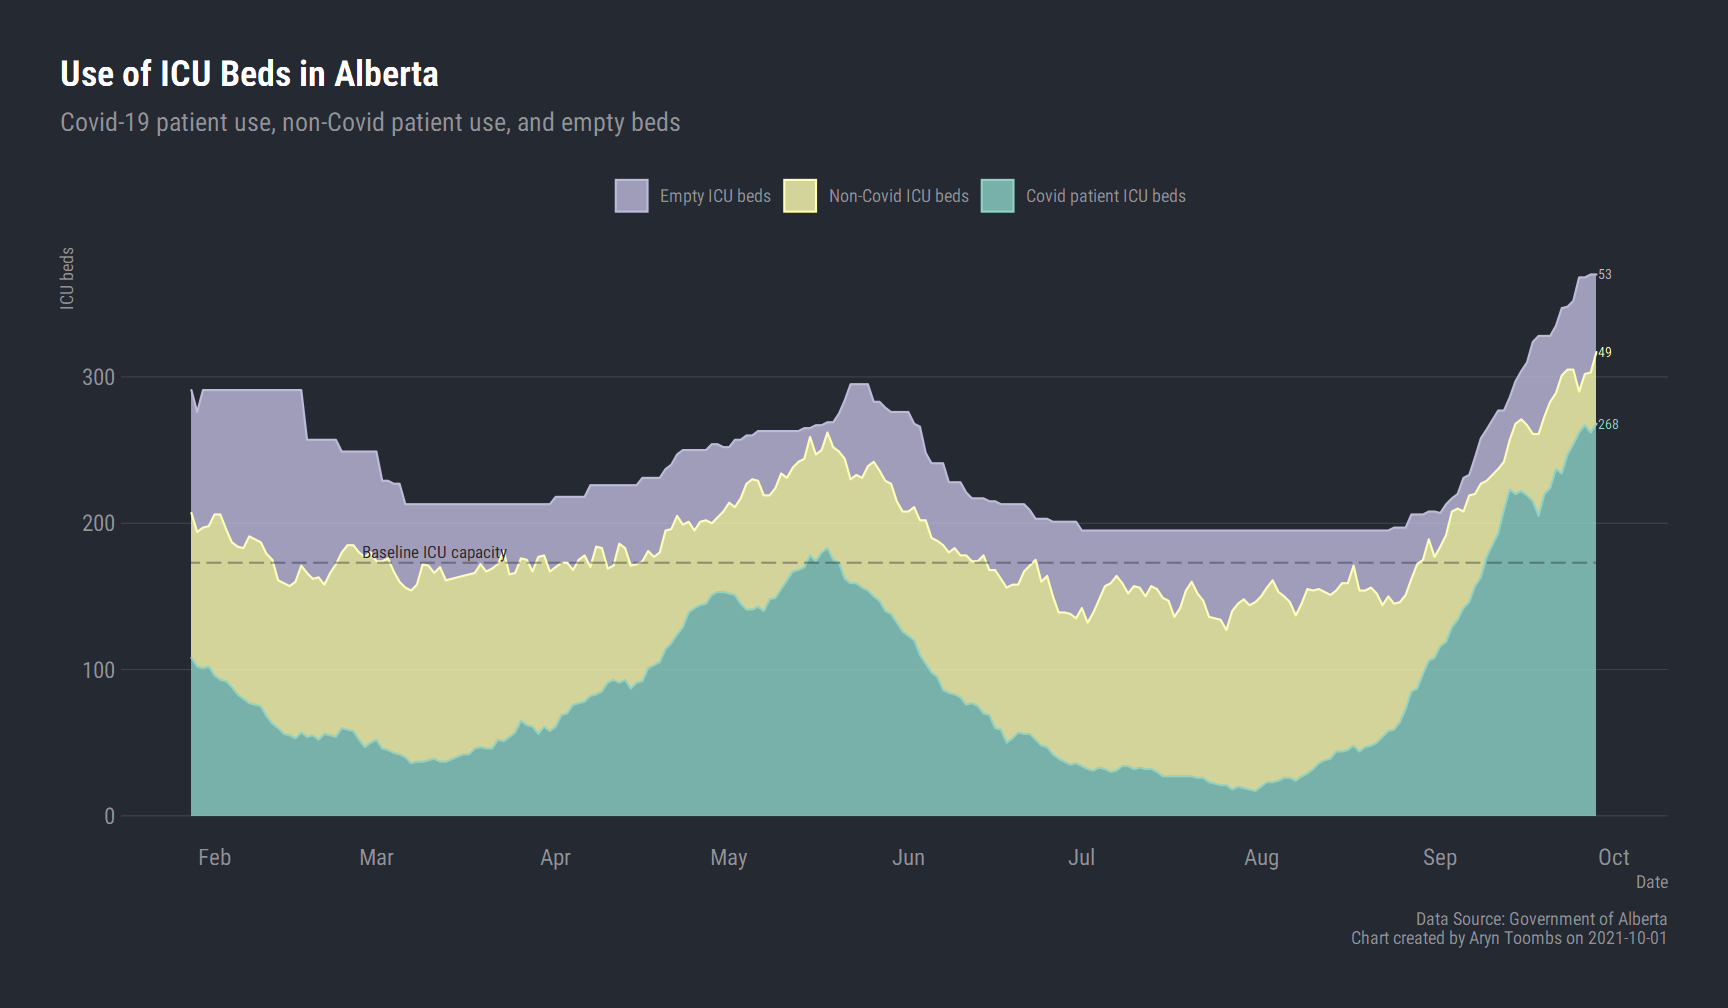 Use of ICU Beds in Alberta
Covid-19 patient use, non-Covid patient use, and empty beds
Empty ICU beds Non-Covid ICU beds Covid patient ICU beds
ICU beds
53
49
300
268
200
Baseline ICU capacity
100
0
Feb Mar Apr May Jun Jul Aug Sep Oct
Date
Data Source: Government of Alberta
Chart created by Aryn Toombs on 2021-10-01